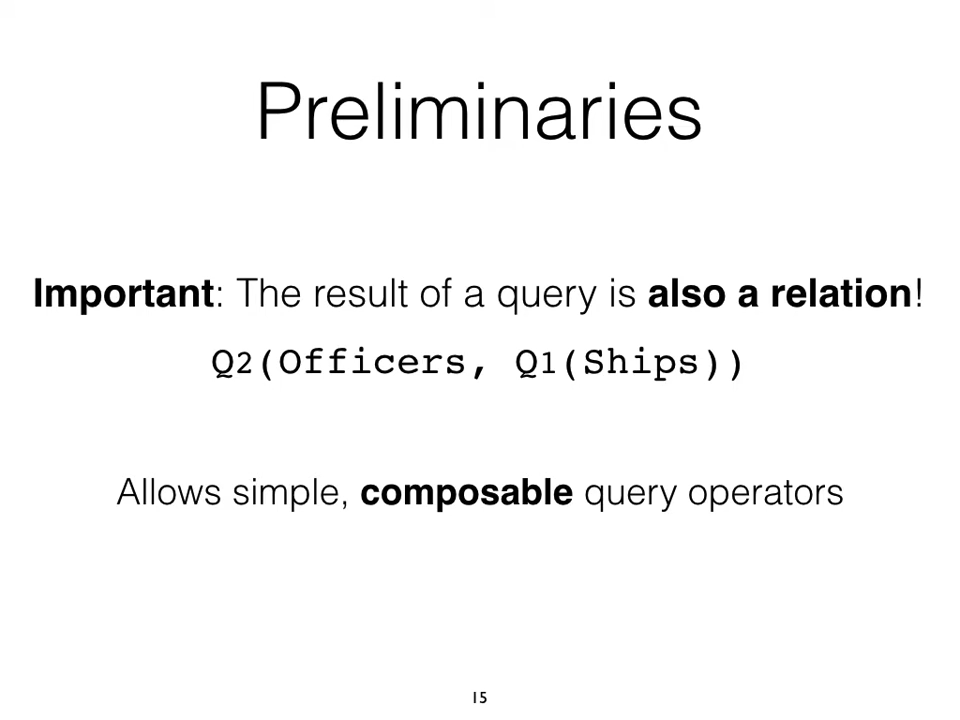 Preliminaries
Important: The result of a query is also a relation!
Q2(Officers, Q1(Ships))
Allows simple, composable query operators
15